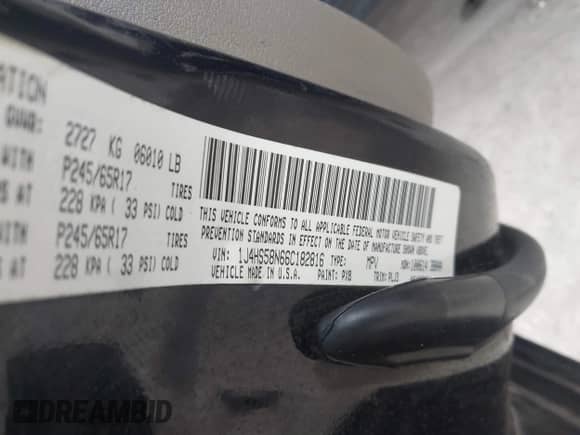 ATION
GVWR: 2727 KG 06010 LB
WITH P245/65R17 TIRES
S AT 228 KPA ( 33 PSI) COLD
WITH P245/65R17 TIRES
S AT 228 KPA ( 33 PSI) COLD
THIS VEHICLE CONFORMS TO ALL APPLICABLE FEDERAL MOTOR VEHICLE SAFETY AND THEFT
PREVENTION STANDARDS IN EFFECT ON THE DATE OF MANUFACTURE SHOWN ABOVE.
VIN: 1J4HS58N66C182816 TYPE: MPV
MADE IN U.S.A. PAINT: PX8 TRIM: PLJ3
DREAMBID